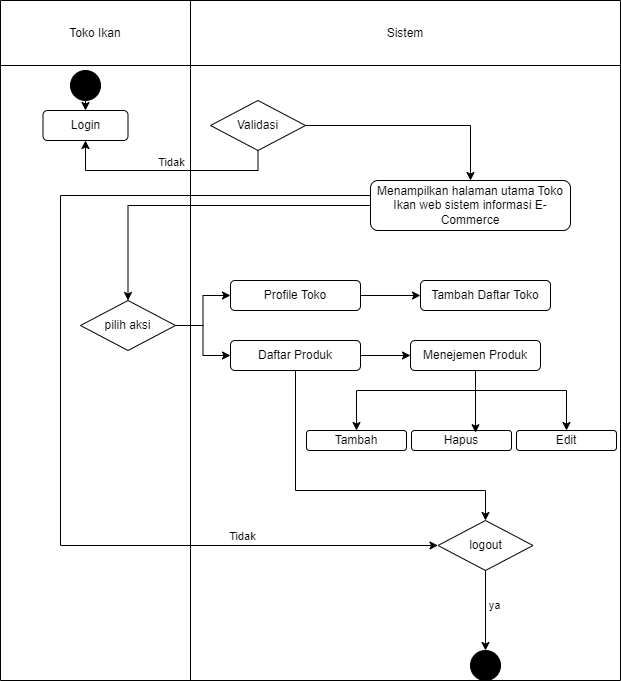 Toko Ikan
Sistem
Login
Validasi
Tidak
Menampilkan halaman utama Toko
Ikan web sistem informasi E-
Commerce
pilih aksi
Profile Toko
Tambah Daftar Toko
Daftar Produk
Menejemen Produk
Tambah
Hapus
Edit
Tidak
logout
ya